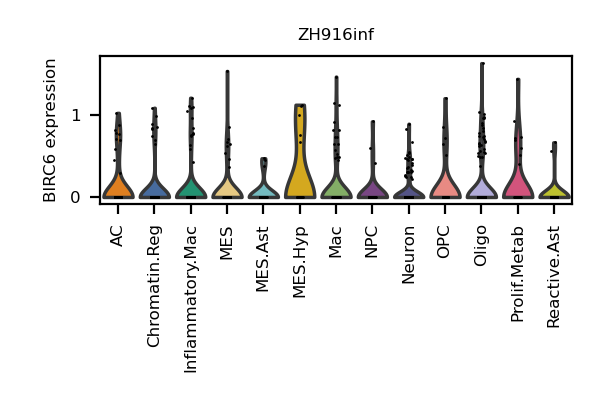 ZH916inf
BIRC6 expression
1
0
AC
Chromatin.Reg
Inflammatory.Mac
MES
MES.Ast
MES.Hyp
Mac
NPC
Neuron
OPC
Oligo
Prolif.Metab
Reactive.Ast